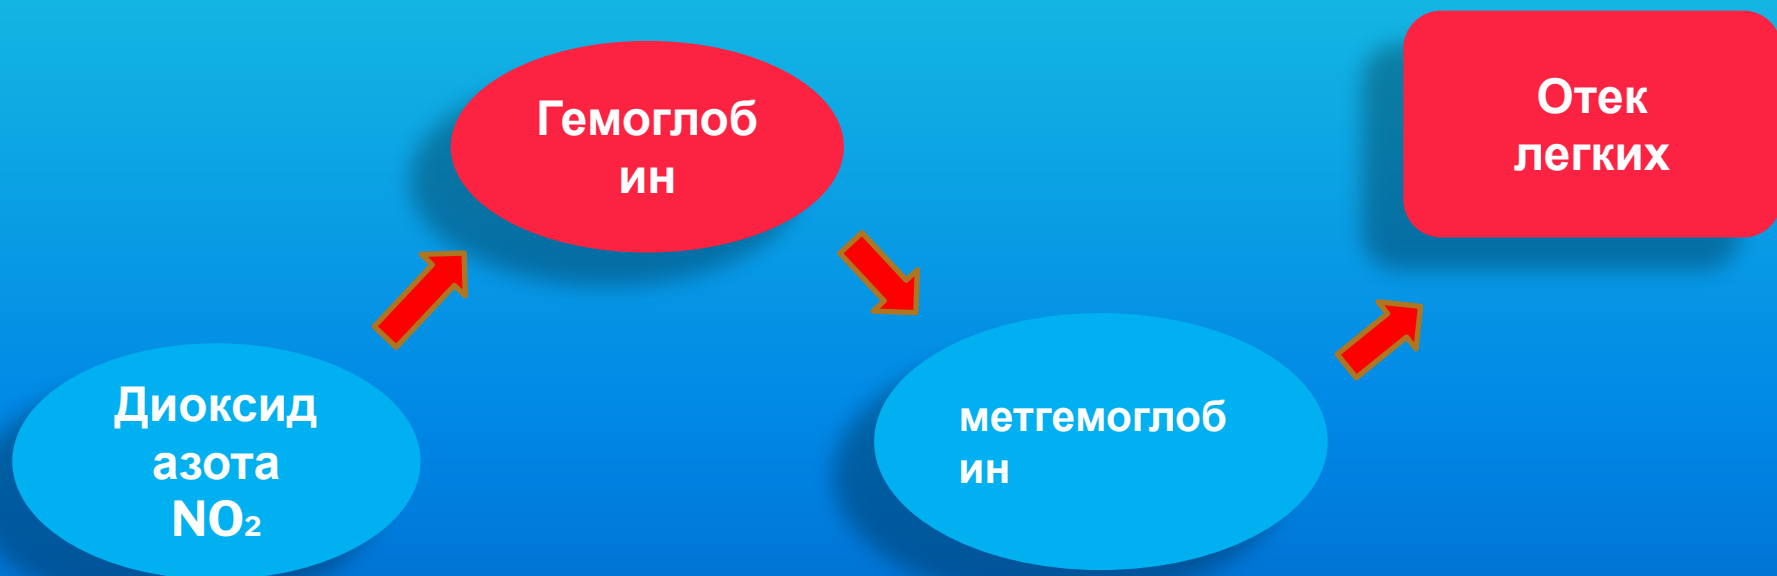 Гемоглоб
ин
Отек
легких
Диоксид
азота
NO₂
метгемоглоб
ин